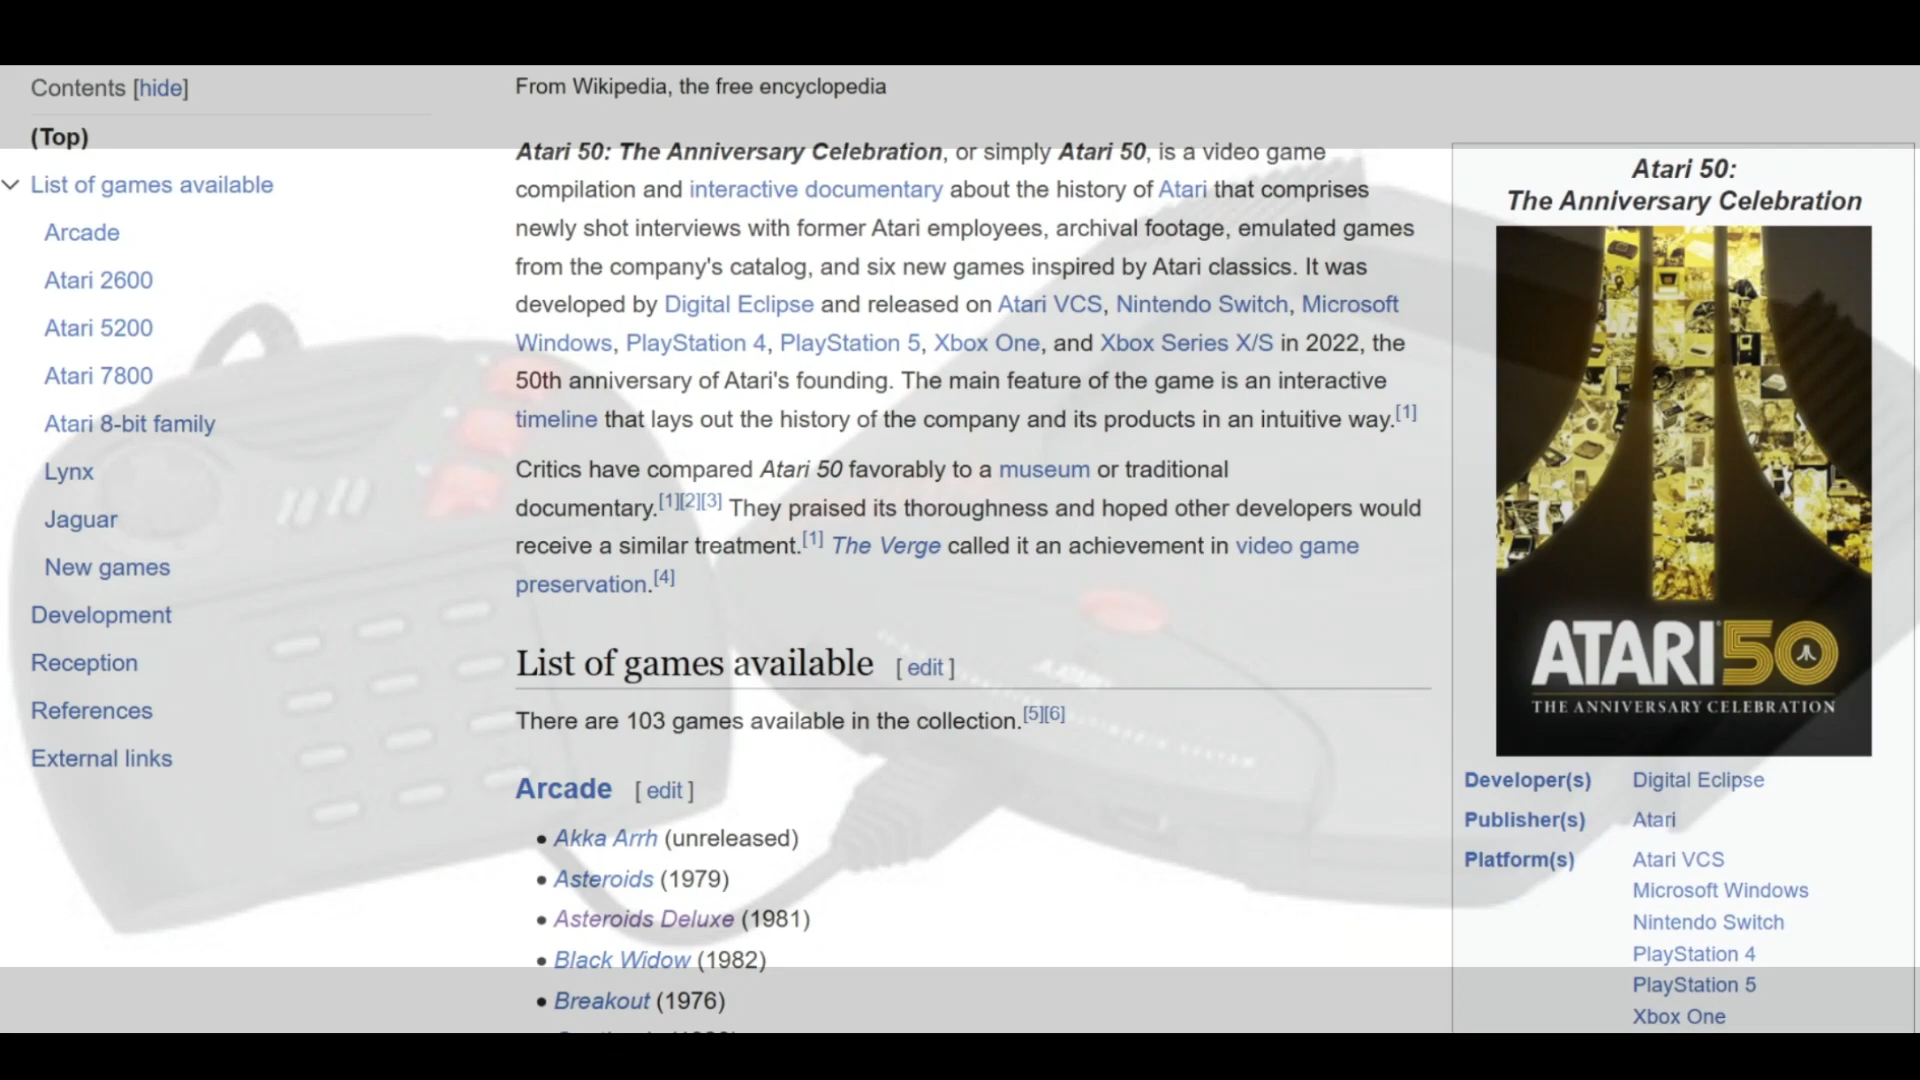 Contents [hide]
(Top)
List of games available
Arcade
Atari 2600
Atari 5200
Atari 7800
Atari 8-bit family
Lynx
Jaguar
New games
Development
Reception
References
External links
From Wikipedia, the free encyclopedia
Atari 50: The Anniversary Celebration, or simply Atari 50, is a video game
compilation and interactive documentary about the history of Atari that comprises
newly shot interviews with former Atari employees, archival footage, emulated games
from the company's catalog, and six new games inspired by Atari classics. It was
developed by Digital Eclipse and released on Atari VCS, Nintendo Switch, Microsoft
Windows, PlayStation 4, PlayStation 5, Xbox One, and Xbox Series X/S in 2022, the
50th anniversary of Atari's founding. The main feature of the game is an interactive
timeline that lays out the history of the company and its products in an intuitive way.[1]
Critics have compared Atari 50 favorably to a museum or traditional
documentary.[1][2][3] They praised its thoroughness and hoped other developers would
receive a similar treatment.[1] The Verge called it an achievement in video game
preservation.[4]
List of games available [ edit ]
There are 103 games available in the collection.[5][6]
Arcade [ edit ]
• Akka Arrh (unreleased)
• Asteroids (1979)
• Asteroids Deluxe (1981)
• Black Widow (1982)
• Breakout (1976)
Atari 50:
The Anniversary Celebration
ATARI 50
THE ANNIVERSARY CELEBRATION
Developer(s) Digital Eclipse
Publisher(s) Atari
Platform(s) Atari VCS
Microsoft Windows
Nintendo Switch
PlayStation 4
PlayStation 5
Xbox One